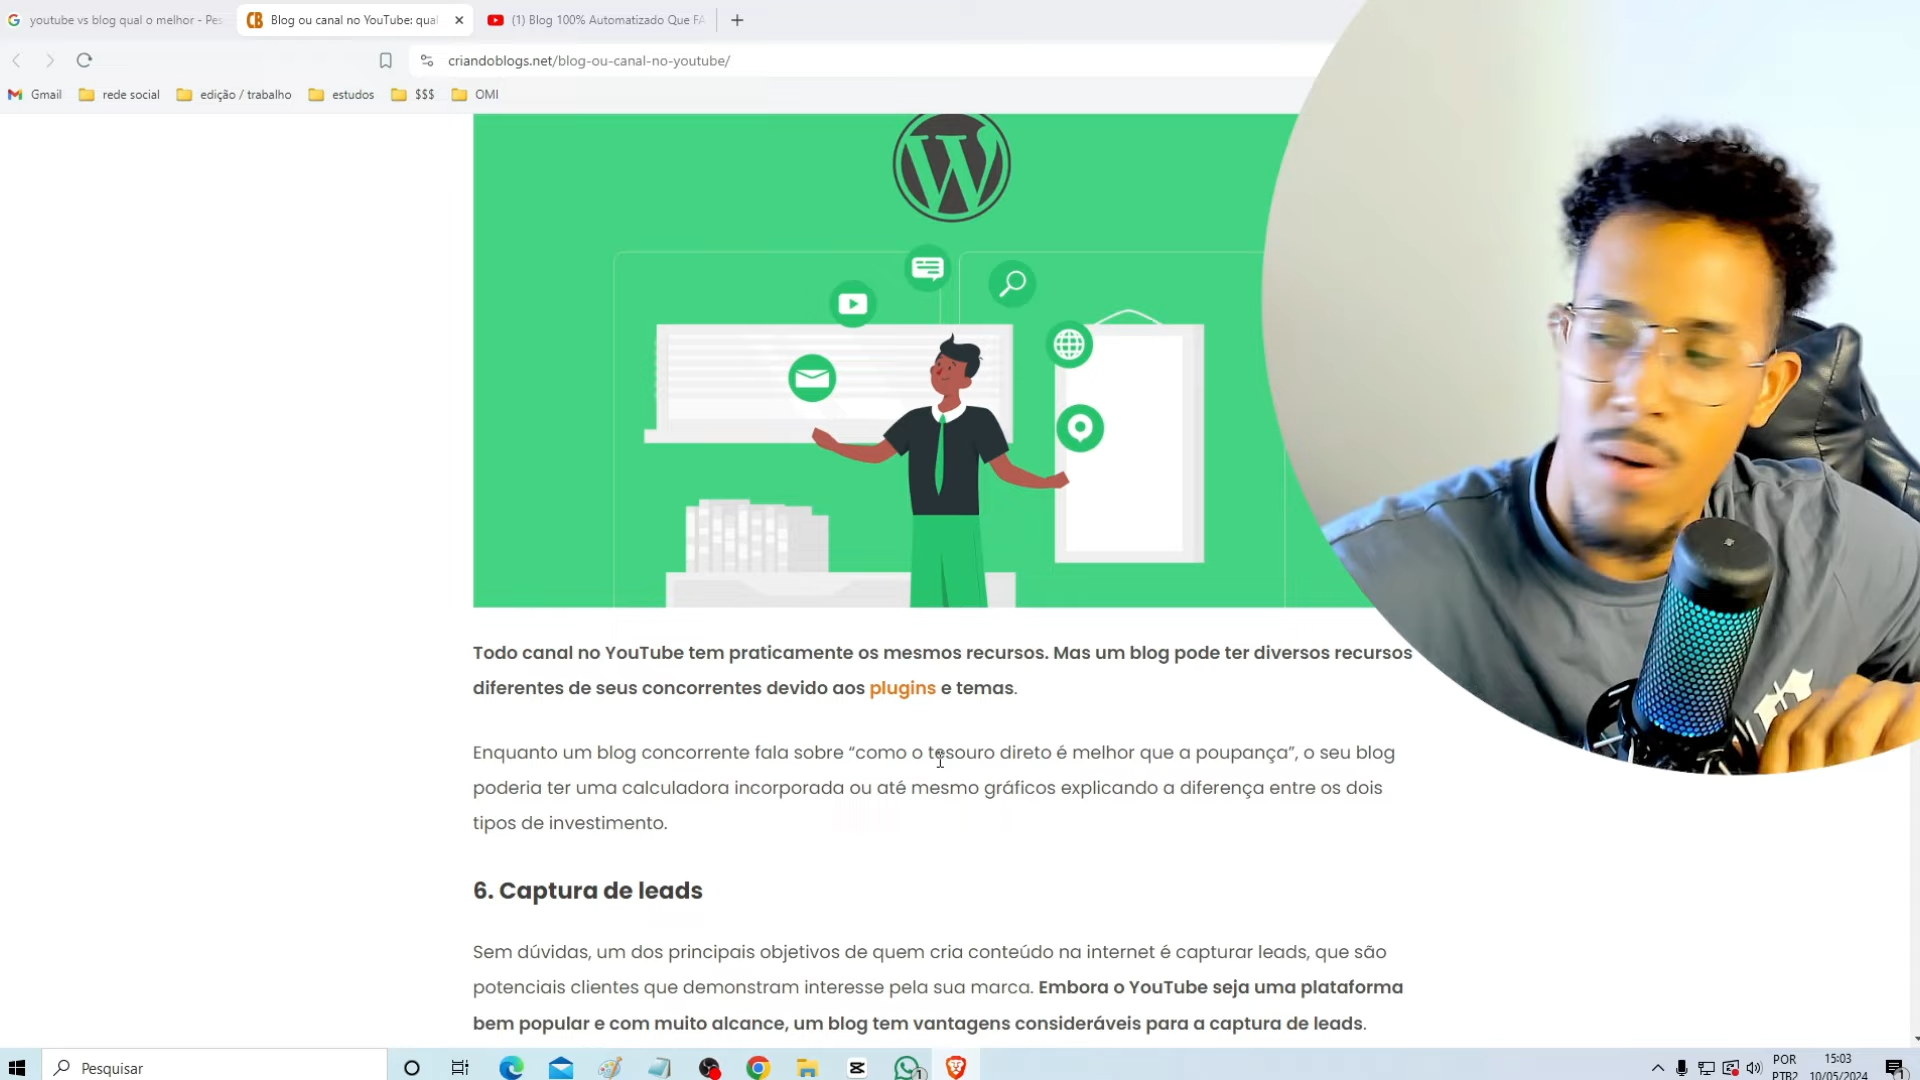 youtube vs blog qual o melhor - Pes
Blog ou canal no YouTube: qual
(1) Blog 100% Automatizado Que FA
criandoblogs.net/blog-ou-canal-no-youtube/
Gmail
rede social
edição / trabalho
estudos
$$$
OMI
Todo canal no YouTube tem praticamente os mesmos recursos. Mas um blog pode ter diversos recursos
diferentes de seus concorrentes devido aos plugins e temas.
Enquanto um blog concorrente fala sobre “como o tesouro direto é melhor que a poupança”, o seu blog
poderia ter uma calculadora incorporada ou até mesmo gráficos explicando a diferença entre os dois
tipos de investimento.
6. Captura de leads
Sem dúvidas, um dos principais objetivos de quem cria conteúdo na internet é capturar leads, que são
potenciais clientes que demonstram interesse pela sua marca. Embora o YouTube seja uma plataforma
bem popular e com muito alcance, um blog tem vantagens consideráveis para a captura de leads.
Pesquisar
POR
PTB2
15:03
10/05/2024